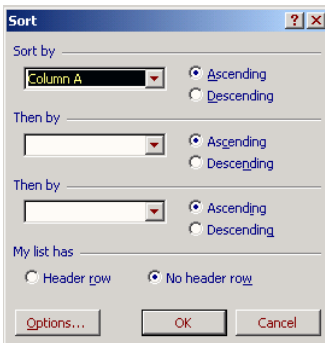 Sort
Sort by
Column A
Ascending
Descending
Then by
Ascending
Descending
Then by
Ascending
Descending
My list has
Header row
No header row
Options...
OK
Cancel